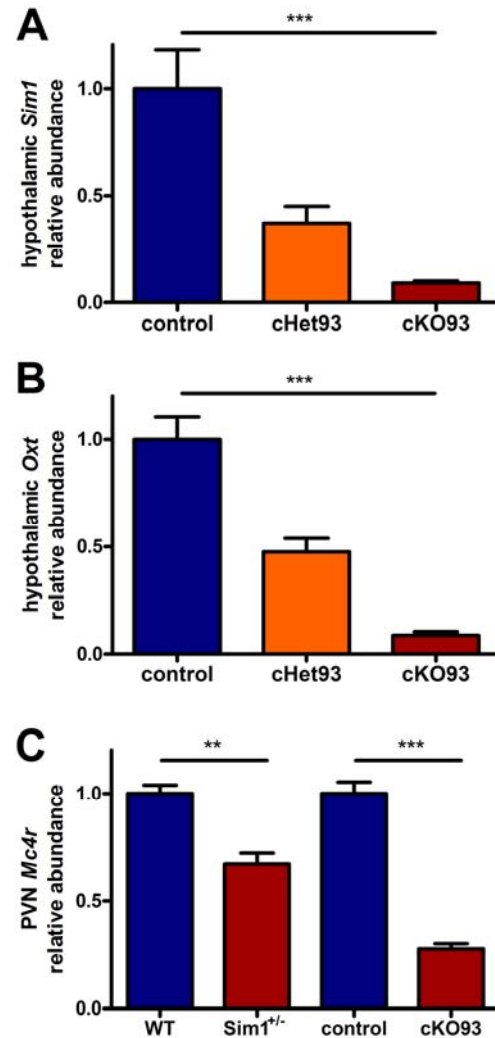 A
***
hypothalamic Sim1
relative abundance
1.0
0.5
0.0
control cHet93 cKO93
B
***
hypothalamic Oxt
relative abundance
1.0
0.5
0.0
control cHet93 cKO93
C
** ***
PVN Mc4r
relative abundance
1.0
0.5
0.0
WT Sim1+/- control cKO93